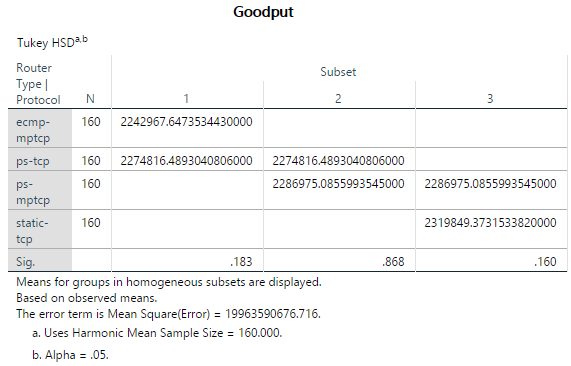 Goodput
Tukey HSDa,b
Router Type | Protocol N Subset
1 2 3
ecmp-mptcp 160 2242967.6473534430000
ps-tcp 160 2274816.4893040806000 2274816.4893040806000
ps-mptcp 160 2286975.0855993545000 2286975.0855993545000
static-tcp 160 2319849.3731533820000
Sig. .183 .868 .160
Means for groups in homogeneous subsets are displayed.
Based on observed means.
The error term is Mean Square(Error) = 19963590676.716.
a. Uses Harmonic Mean Sample Size = 160.000.
b. Alpha = .05.